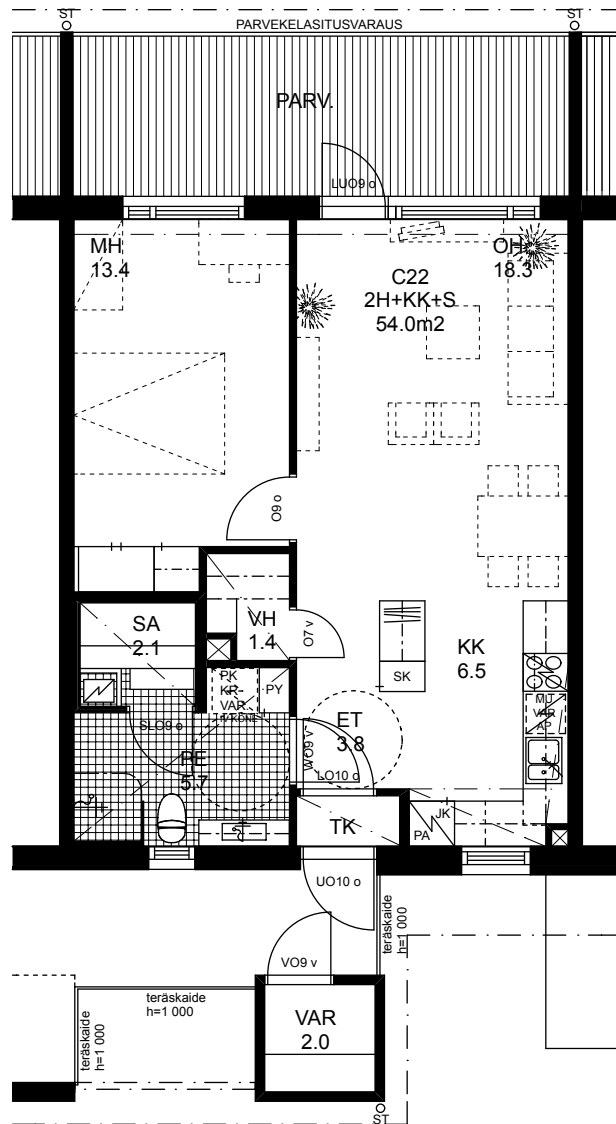 ST
ST
PARVEKELASITUSVARAUS
PARV.
LUO9 o
MH
13.4
OH
18.3
C22
2H+KK+S
54.0m2
O9 o
SA
2.1
VH
1.4
O7 v
KK
6.5
SK
PK
KR-
VAR
PY
SLO9 o
PE
5.7
WO9 v
ET
3.8
LO10 o
VAR
AP
TK
JK
PA
UO10 o
VO9 v
teräskaide
h=1 000
teräskaide
h=1 000
teräskaide
h=1 000
VAR
2.0
ST